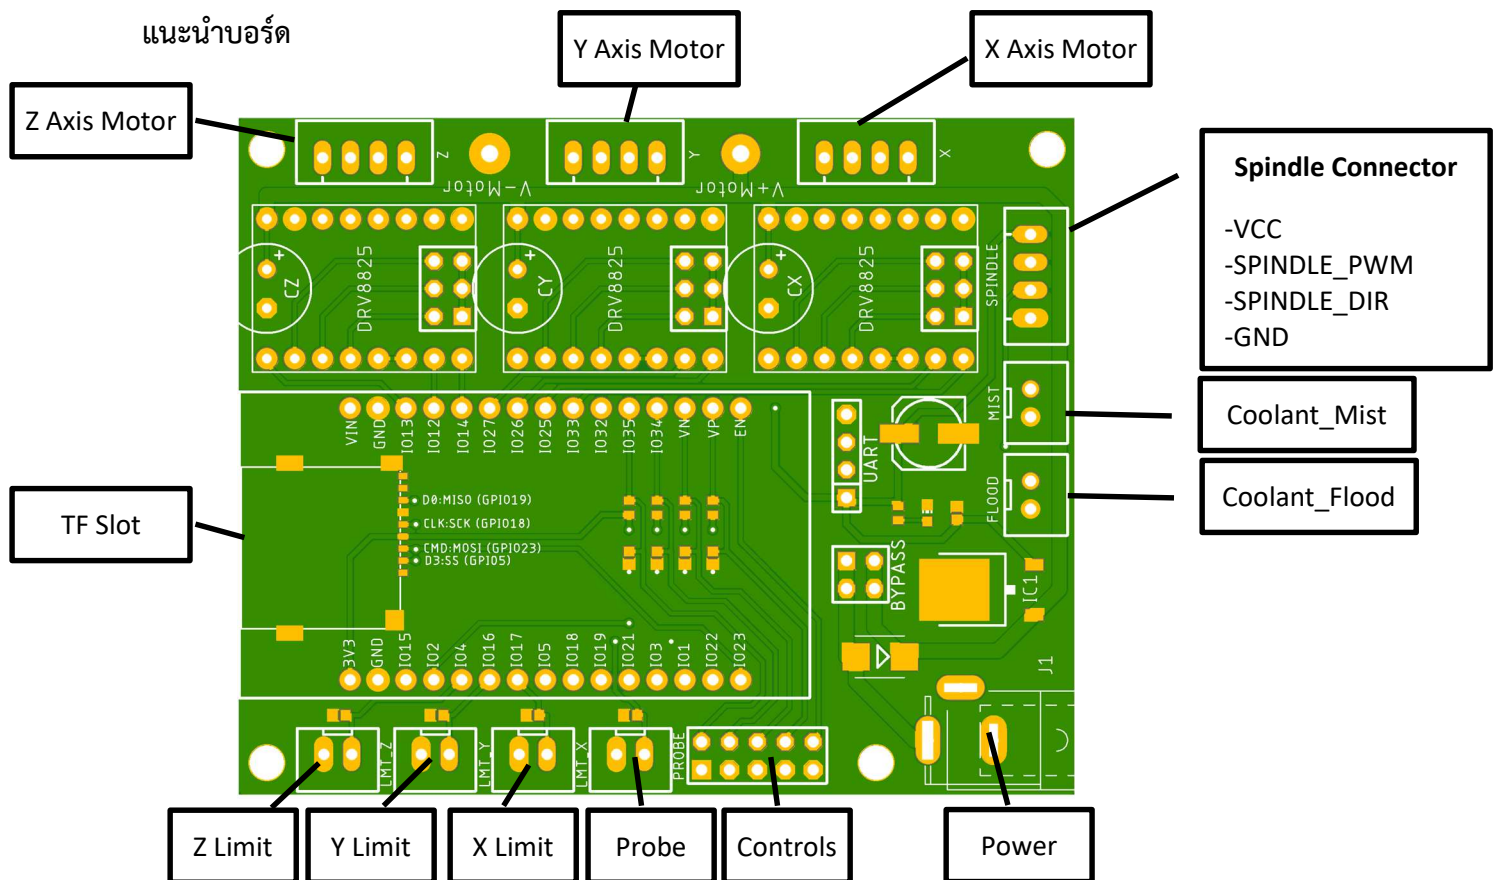 แนะนำบอร์ด
Y Axis Motor
X Axis Motor
Z Axis Motor
Z
Y
X
V-Motor
V+Motor
Spindle Connector
-VCC
-SPINDLE_PWM
-SPINDLE_DIR
-GND
+
CZ
DRV8825
+
CY
DRV8825
+
CX
DRV8825
SPINDLE
MIST
Coolant_Mist
FLOOD
Coolant_Flood
VIN
GND
IO13
IO12
IO14
IO27
IO26
IO25
IO33
IO32
IO35
IO34
VN
VP
EN
UART
TF Slot
D0:MISO (GPIO19)
CLK:SCK (GPIO18)
CMD:MOSI (GPIO23)
D3:SS (GPIO5)
BYPASS
IC1
3V3
GND
IO15
IO2
IO4
IO16
IO17
IO5
IO18
IO19
IO21
IO3
IO1
IO22
IO23
J1
LMT_Z
LMT_Y
LMT_X
PROBE
Z Limit
Y Limit
X Limit
Probe
Controls
Power